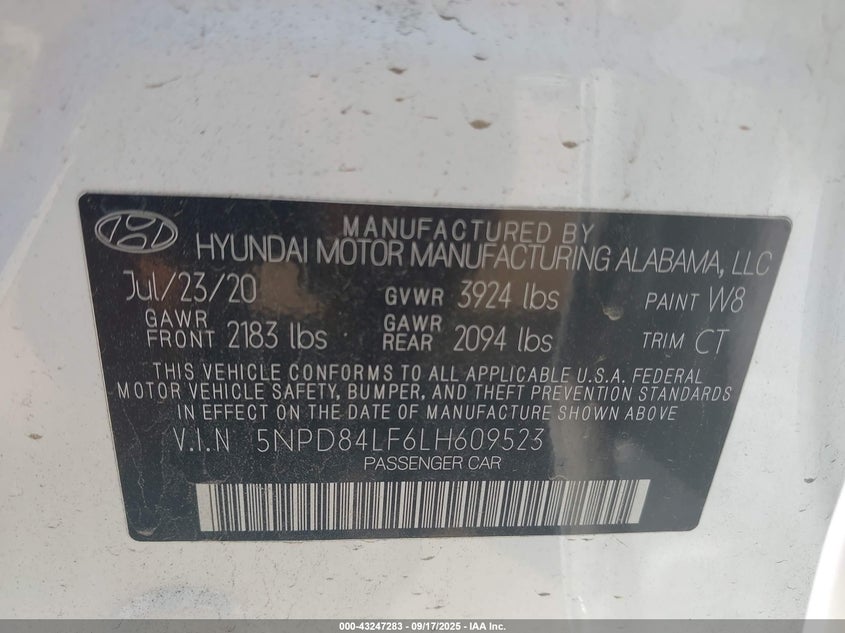 MANUFACTURED BY
HYUNDAI MOTOR MANUFACTURING ALABAMA, LLC
Jul/23/20 GVWR 3924 lbs PAINT W8
GAWR FRONT 2183 lbs GAWR REAR 2094 lbs TRIM CT
THIS VEHICLE CONFORMS TO ALL APPLICABLE U.S.A. FEDERAL
MOTOR VEHICLE SAFETY, BUMPER, AND THEFT PREVENTION STANDARDS
IN EFFECT ON THE DATE OF MANUFACTURE SHOWN ABOVE
V.I.N 5NPD84LF6LH609523
PASSENGER CAR
000-43247283 - 09/17/2025 - IAA Inc.